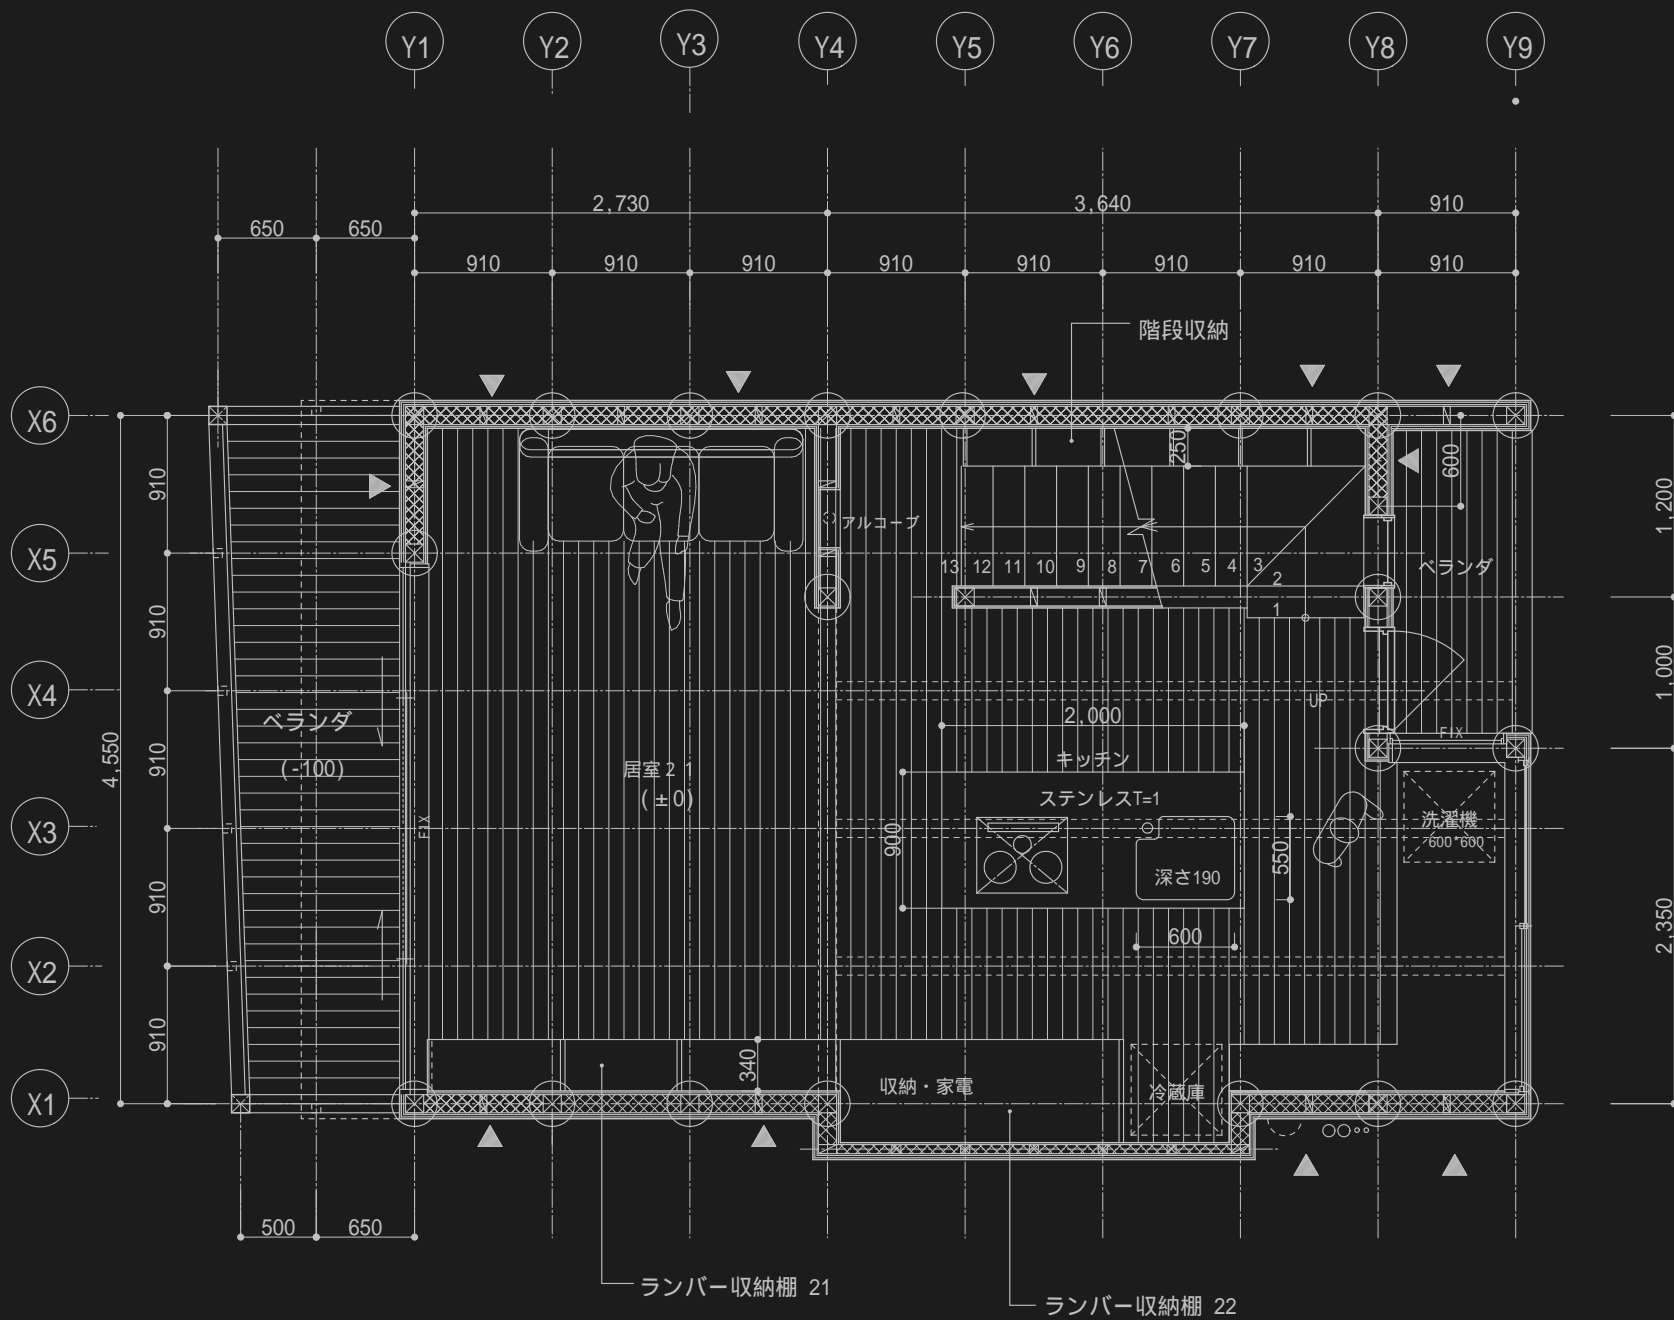 Y1 Y2 Y3 Y4 Y5 Y6 Y7 Y8 Y9
2,730 3,640 910
650 650
910 910 910 910 910 910 910 910
階段収納
X6
X5
X4
X3
X2
X1
910
910
910
910
910
4,550
250
600
1,200
1,000
2,350
アルコーブ
13 12 11 10 9 8 7 6 5 4 3
2
1
ベランダ
UP
FIX
ベランダ
(-100)
FIX
居室2 1
(±0)
2,000
キッチン
ステンレスT=1
900
深さ190
550
600
洗濯機
600*600
340
収納・家電
冷蔵庫
500 650
ランバー収納棚 21
ランバー収納棚 22